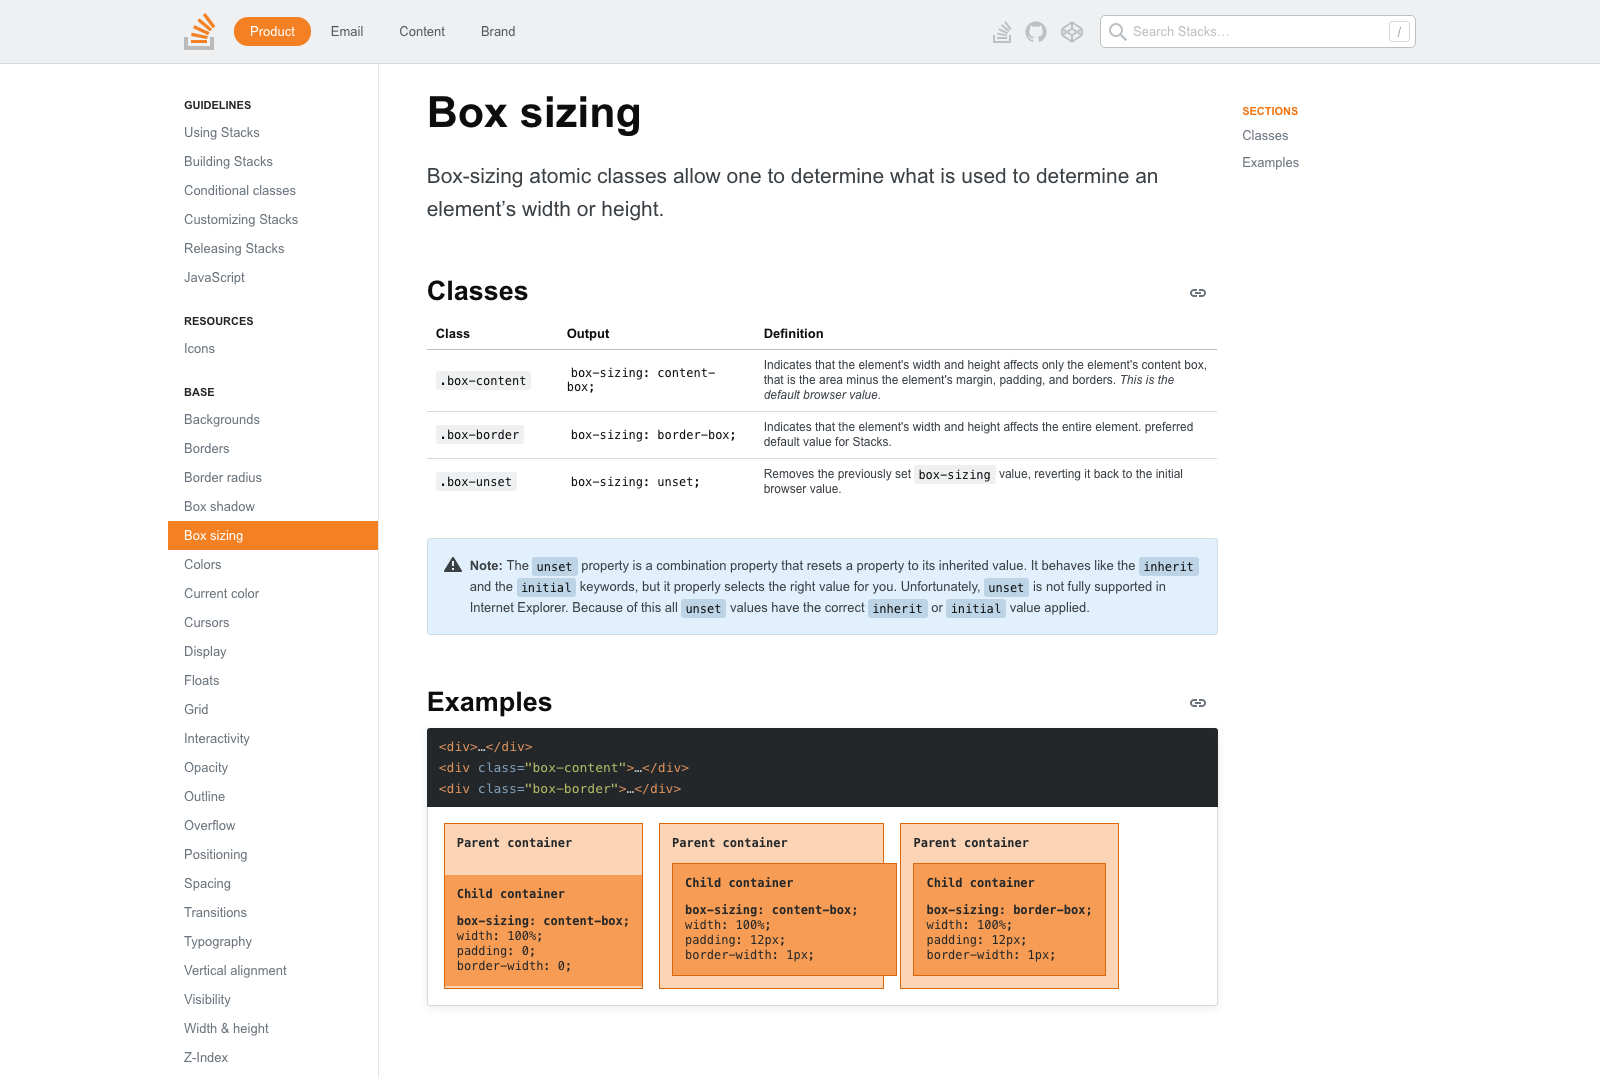 Product
Email
Content
Brand
Search Stacks…
/
GUIDELINES
Using Stacks
Building Stacks
Conditional classes
Customizing Stacks
Releasing Stacks
JavaScript
RESOURCES
Icons
BASE
Backgrounds
Borders
Border radius
Box shadow
Box sizing
Colors
Current color
Cursors
Display
Floats
Grid
Interactivity
Opacity
Outline
Overflow
Positioning
Spacing
Transitions
Typography
Vertical alignment
Visibility
Width & height
Z-Index
Box sizing
Box-sizing atomic classes allow one to determine what is used to determine an
element’s width or height.
Classes
Class Output Definition
.box-content
box-sizing: content-
box;
Indicates that the element's width and height affects only the element's content box,
that is the area minus the element's margin, padding, and borders. This is the
default browser value.
.box-border
box-sizing: border-box;
Indicates that the element's width and height affects the entire element. preferred
default value for Stacks.
.box-unset
box-sizing: unset;
Removes the previously set box-sizing value, reverting it back to the initial
browser value.
Note: The unset property is a combination property that resets a property to its inherited value. It behaves like the inherit
and the initial keywords, but it properly selects the right value for you. Unfortunately, unset is not fully supported in
Internet Explorer. Because of this all unset values have the correct inherit or initial value applied.
Examples
<div>…</div>
<div class="box-content">…</div>
<div class="box-border">…</div>
Parent container
Child container
box-sizing: content-box;
width: 100%;
padding: 0;
border-width: 0;
Parent container
Child container
box-sizing: content-box;
width: 100%;
padding: 12px;
border-width: 1px;
Parent container
Child container
box-sizing: border-box;
width: 100%;
padding: 12px;
border-width: 1px;
SECTIONS
Classes
Examples